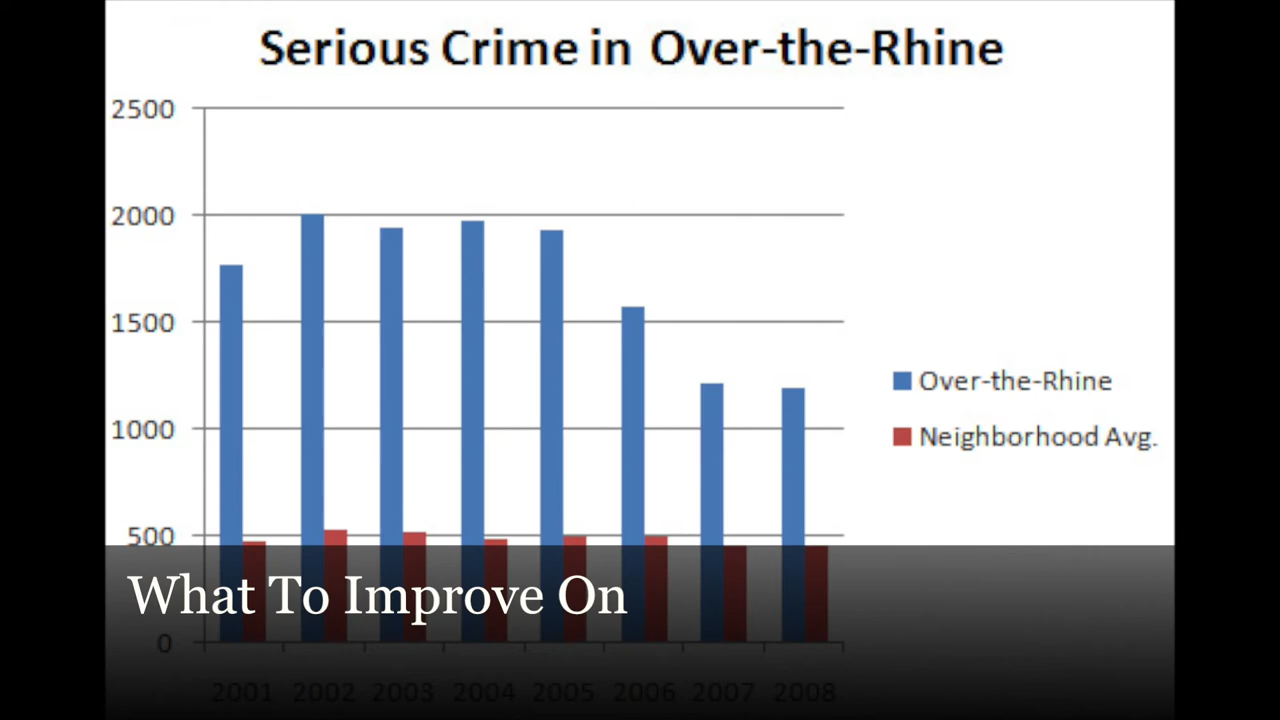 Serious Crime in Over-the-Rhine
2500
2000
1500
1000
500
0
Over-the-Rhine
Neighborhood Avg.
What To Improve On
2001 2002 2003 2004 2005 2006 2007 2008